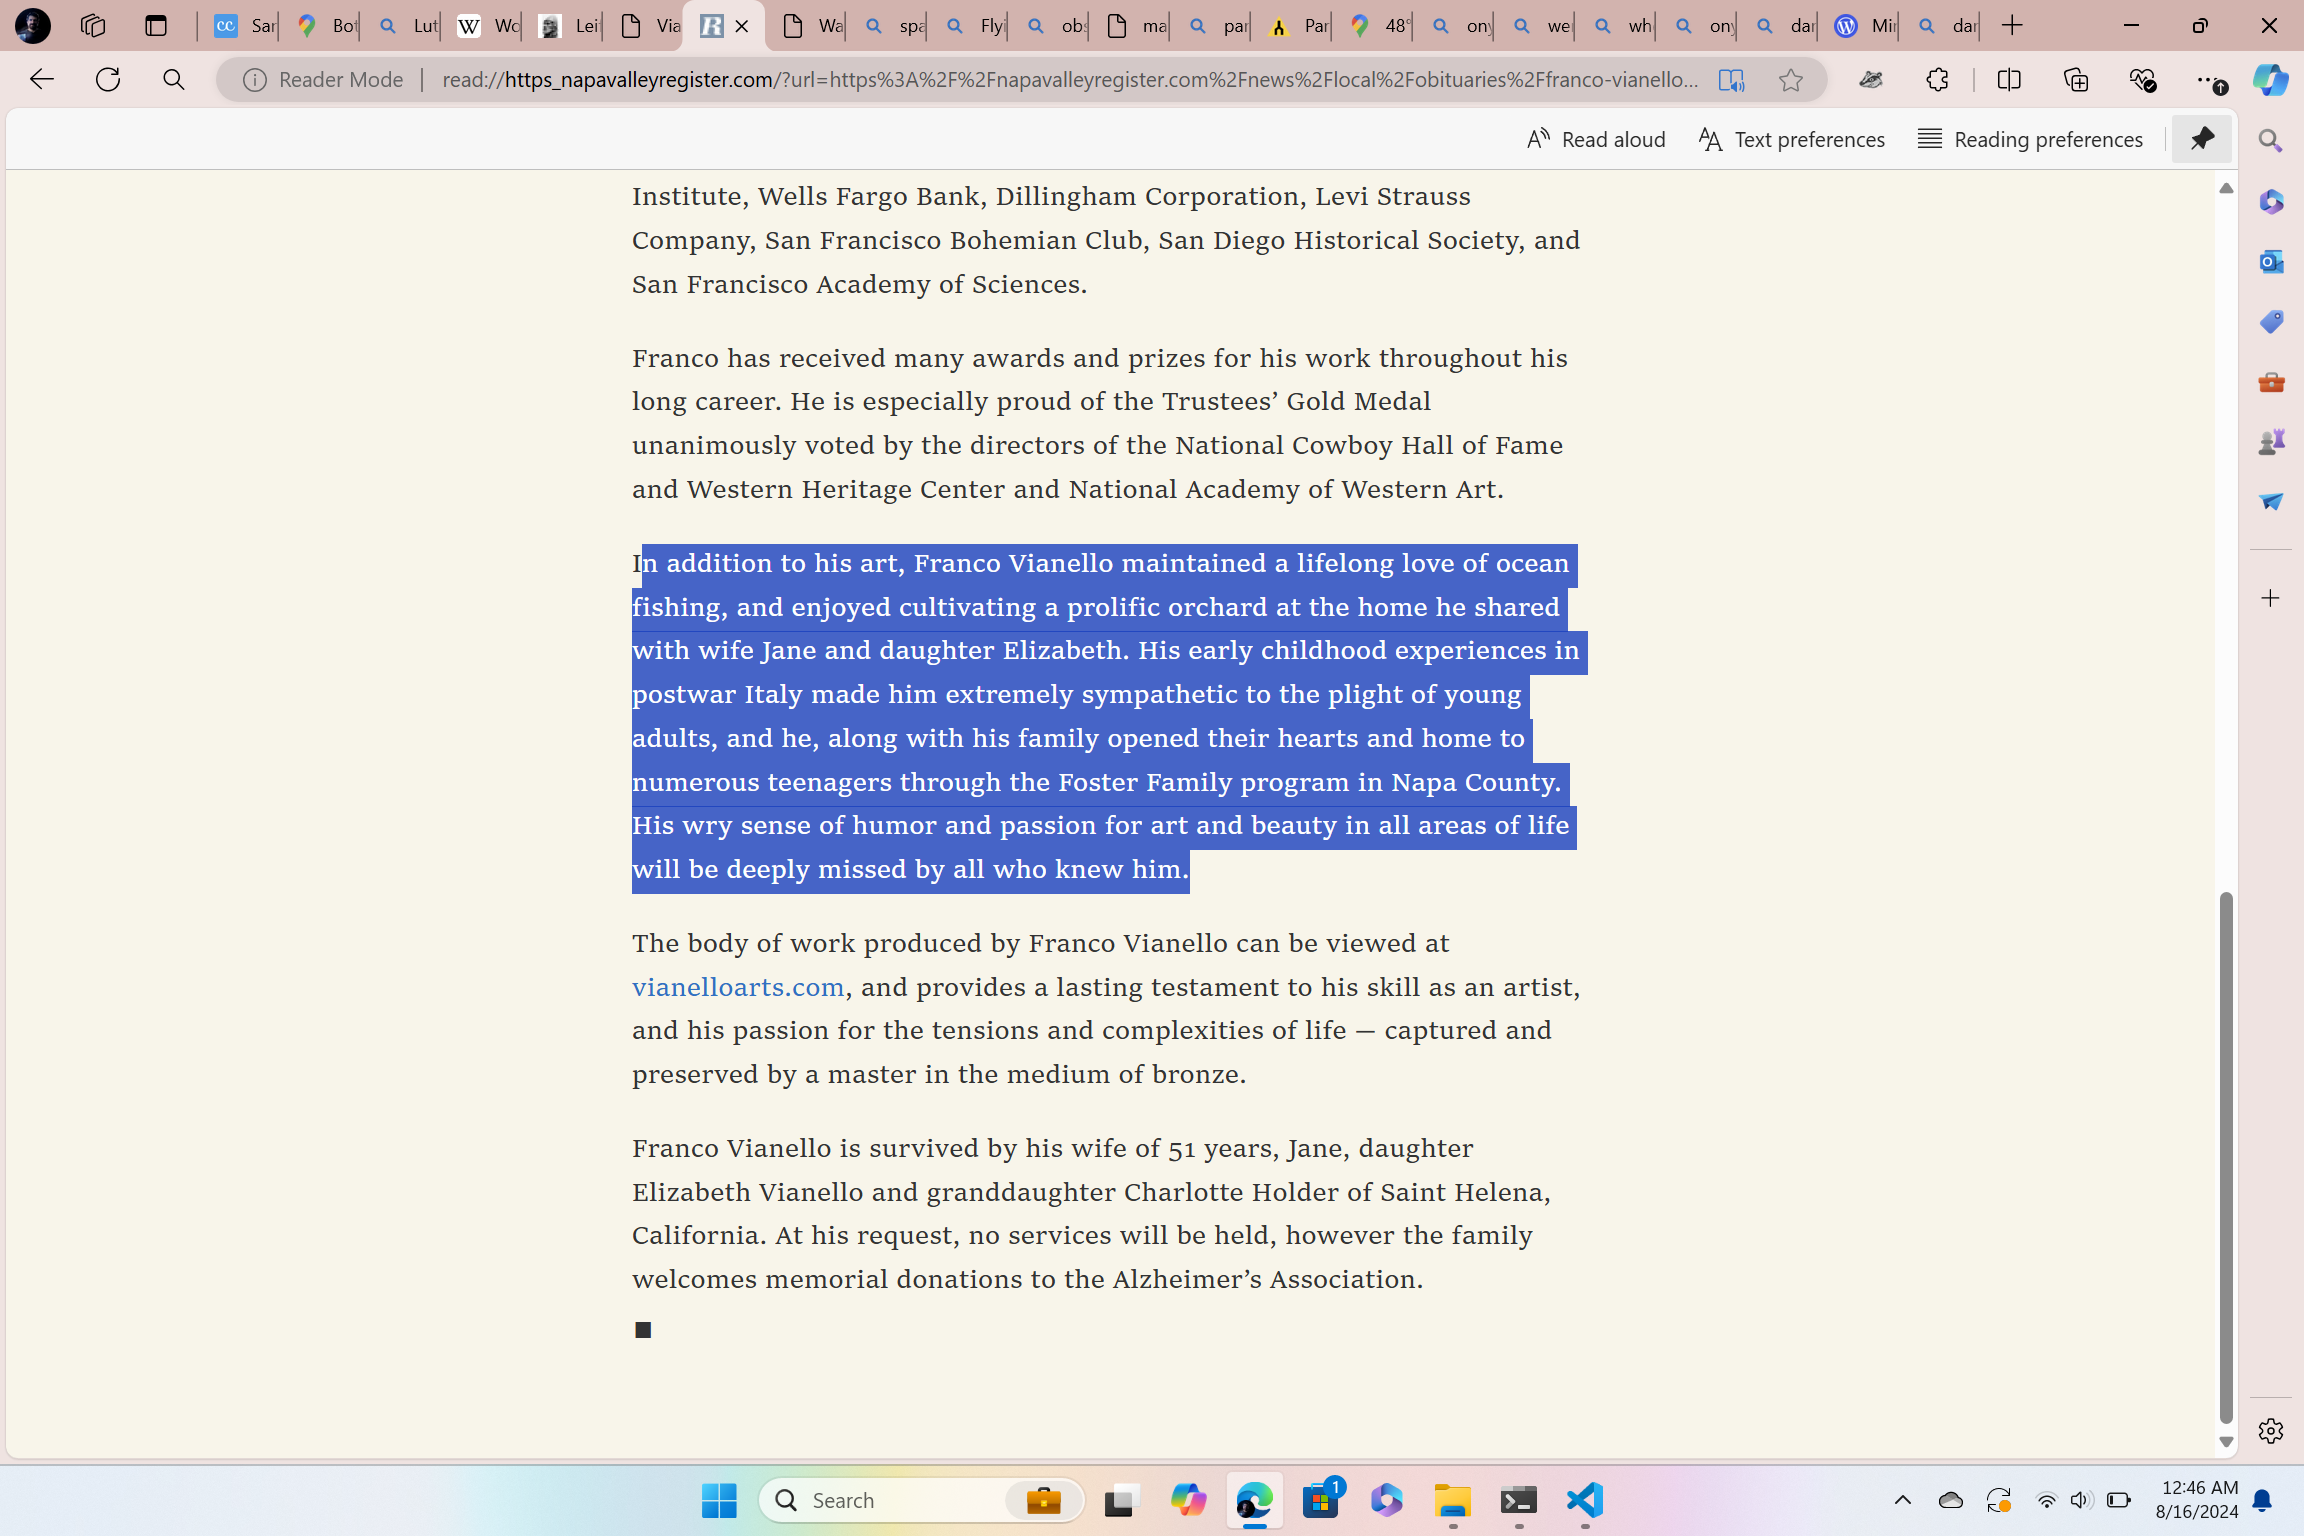 cc Sar
Bot
Lut
W Wo
Lei
Via
R
Wa
spa
Flyi
obs
ma
par
Par
48°
ony
we
wh
ony
dar
Mir
dar
Reader Mode
read://https_napavalleyregister.com/?url=https%3A%2F%2Fnapavalleyregister.com%2Fnews%2Flocal%2Fobituaries%2Ffranco-vianello...
Read aloud
Text preferences
Reading preferences
Institute, Wells Fargo Bank, Dillingham Corporation, Levi Strauss
Company, San Francisco Bohemian Club, San Diego Historical Society, and
San Francisco Academy of Sciences.
Franco has received many awards and prizes for his work throughout his
long career. He is especially proud of the Trustees’ Gold Medal
unanimously voted by the directors of the National Cowboy Hall of Fame
and Western Heritage Center and National Academy of Western Art.
In addition to his art, Franco Vianello maintained a lifelong love of ocean
fishing, and enjoyed cultivating a prolific orchard at the home he shared
with wife Jane and daughter Elizabeth. His early childhood experiences in
postwar Italy made him extremely sympathetic to the plight of young
adults, and he, along with his family opened their hearts and home to
numerous teenagers through the Foster Family program in Napa County.
His wry sense of humor and passion for art and beauty in all areas of life
will be deeply missed by all who knew him.
The body of work produced by Franco Vianello can be viewed at
vianelloarts.com, and provides a lasting testament to his skill as an artist,
and his passion for the tensions and complexities of life — captured and
preserved by a master in the medium of bronze.
Franco Vianello is survived by his wife of 51 years, Jane, daughter
Elizabeth Vianello and granddaughter Charlotte Holder of Saint Helena,
California. At his request, no services will be held, however the family
welcomes memorial donations to the Alzheimer’s Association.
Search
1
12:46 AM
8/16/2024